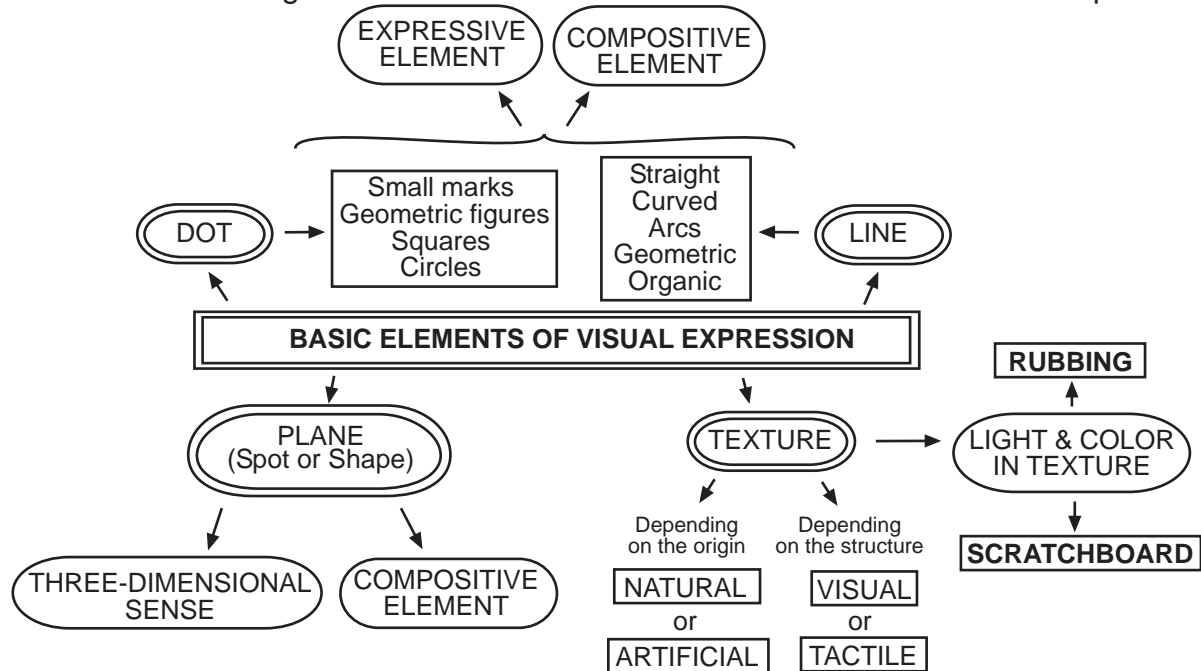 EXPRESSIVE
ELEMENT
COMPOSITIVE
ELEMENT
Small marks
Geometric figures
Squares
Circles
Straight
Curved
Arcs
Geometric
Organic
DOT
LINE
BASIC ELEMENTS OF VISUAL EXPRESSION
PLANE
(Spot or Shape)
TEXTURE
RUBBING
LIGHT & COLOR
IN TEXTURE
SCRATCHBOARD
THREE-DIMENSIONAL
SENSE
COMPOSITIVE
ELEMENT
Depending
on the origin
NATURAL
or
ARTIFICIAL
Depending
on the structure
VISUAL
or
TACTILE